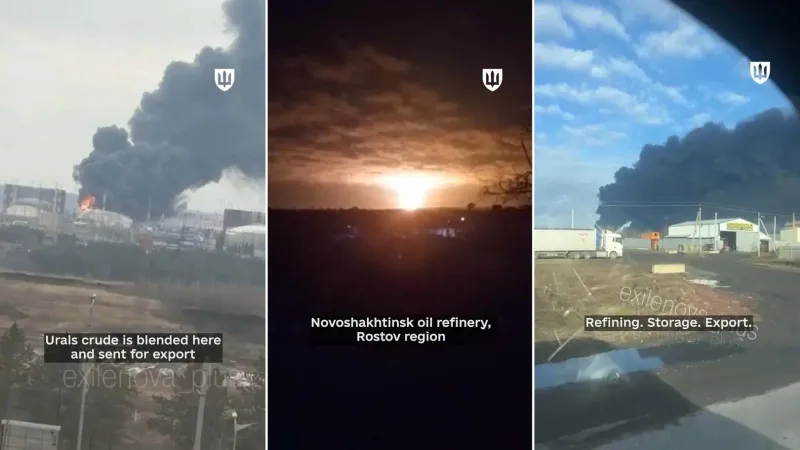 Urals crude is blended here
and sent for export
exilenova plus
Novoshakhtinsk oil refinery,
Rostov region
exilenova
Refining. Storage. Export.